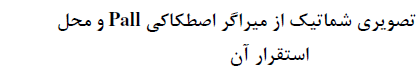 تصویری شماتیک از میراگر اصطکاکی Pall و محل
استقرار آن